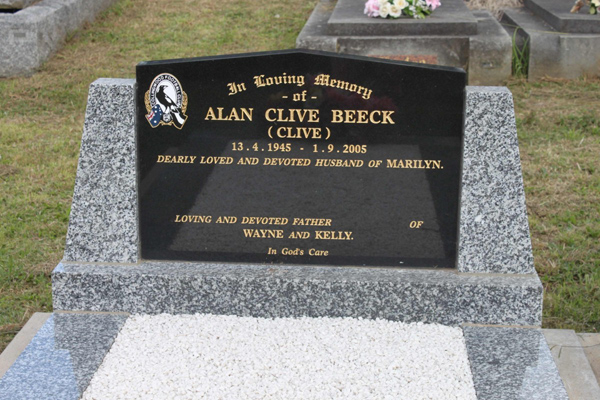 In Loving Memory
- of -
ALAN CLIVE BEECK
( CLIVE )
13 . 4 . 1945 - 1 . 9 . 2005
DEARLY LOVED AND DEVOTED HUSBAND OF MARILYN.
LOVING AND DEVOTED FATHER OF
WAYNE AND KELLY.
In God's Care